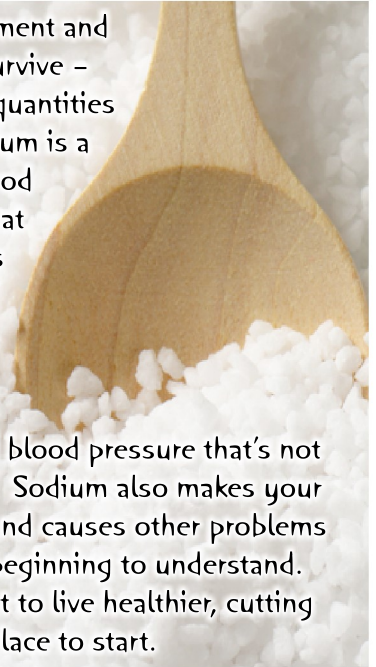 ment and
urvive –
quantities
um is a
od
at
s
blood pressure that's not
Sodium also makes your
nd causes other problems
beginning to understand.
t to live healthier, cutting
lace to start.